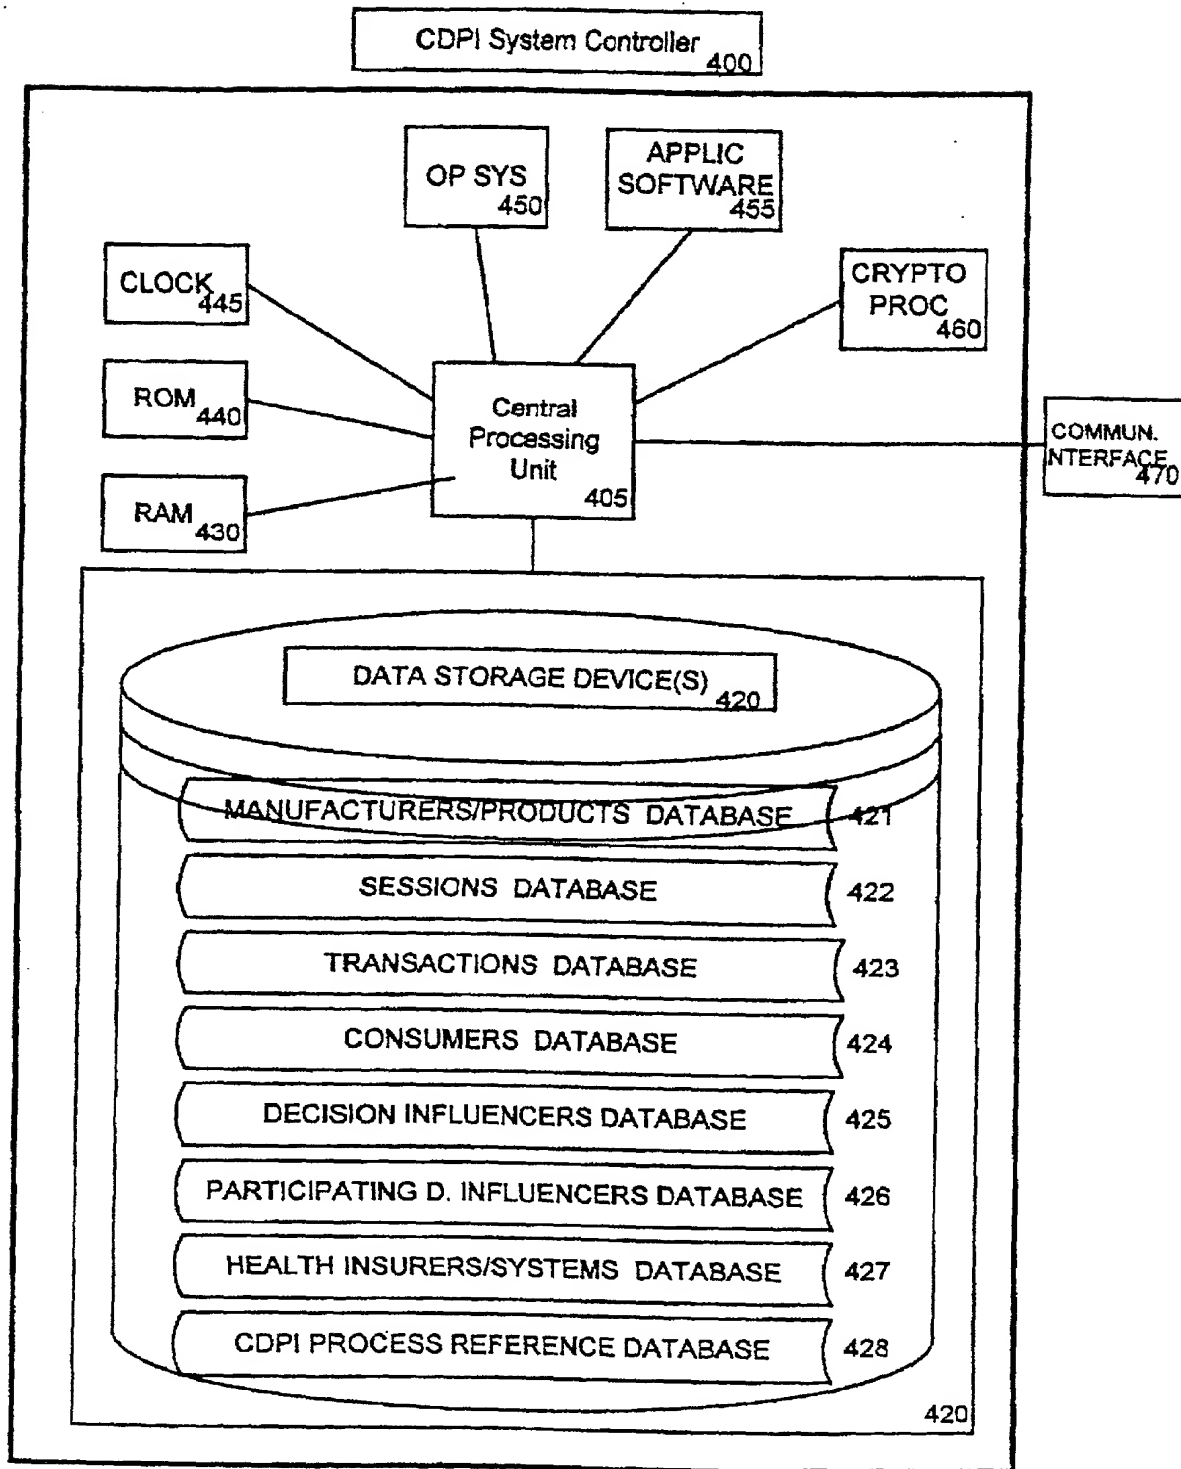 CDPI System Controller
400
OP SYS
450
APPLIC
SOFTWARE
455
CLOCK
445
CRYPTO
PROC
460
ROM
440
Central
Processing
Unit
405
COMMUN.
NTERFACE
470
RAM
430
DATA STORAGE DEVICE(S)
420
MANUFACTURERS/PRODUCTS DATABASE 421
SESSIONS DATABASE 422
TRANSACTIONS DATABASE 423
CONSUMERS DATABASE 424
DECISION INFLUENCERS DATABASE 425
PARTICIPATING D. INFLUENCERS DATABASE 426
HEALTH INSURERS/SYSTEMS DATABASE 427
CDPI PROCESS REFERENCE DATABASE 428
420